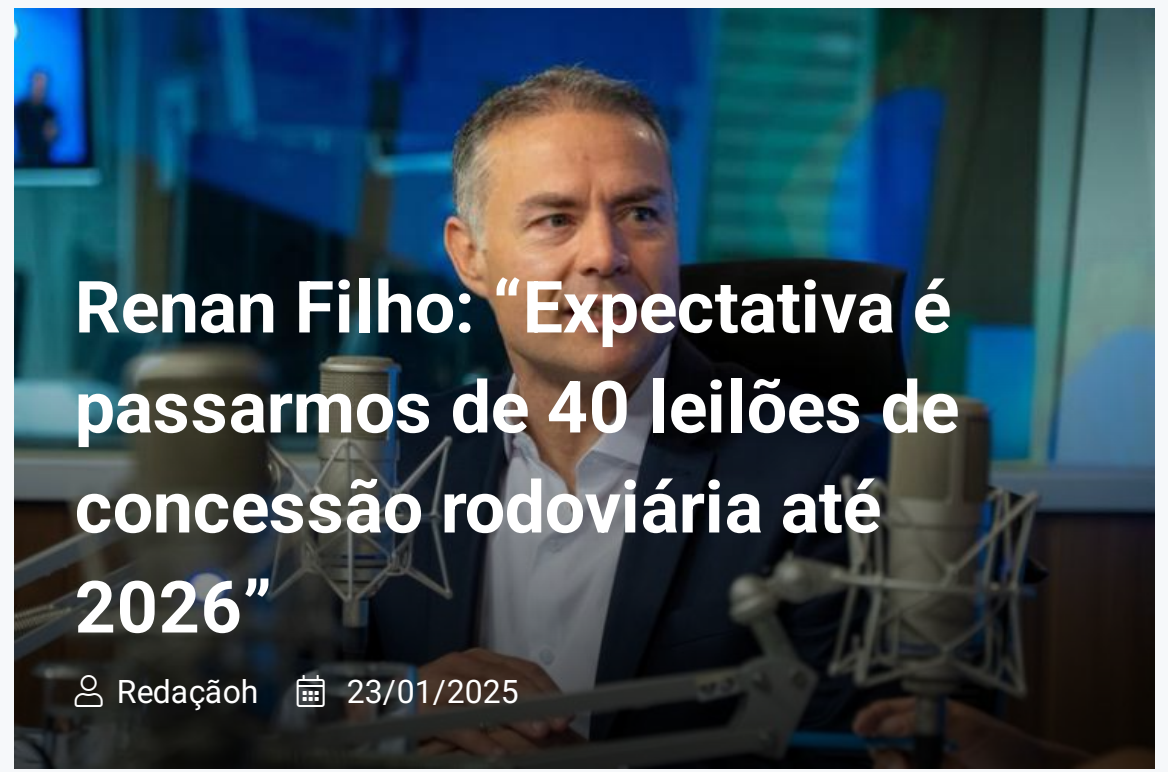 Renan Filho: “Expectativa é
passarmos de 40 leilões de
concessão rodoviária até
2026”
Redaçãoh 23/01/2025